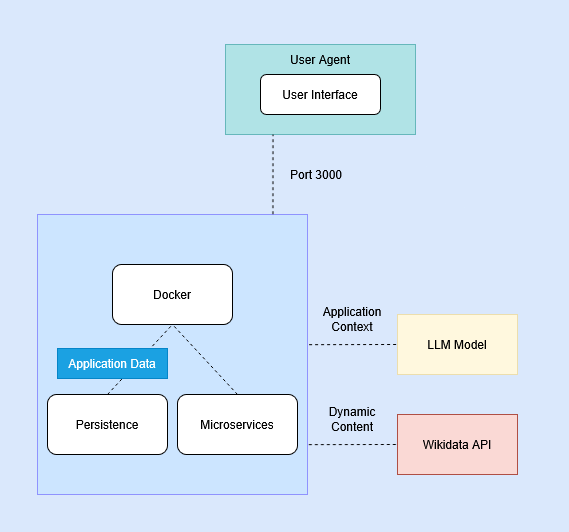 User Agent
User Interface
Port 3000
Docker
Application Data
Persistence
Microservices
Application
Context
LLM Model
Dynamic
Content
Wikidata API